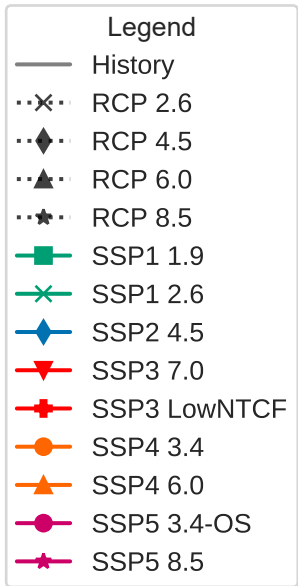 Legend
History
RCP 2.6
RCP 4.5
RCP 6.0
RCP 8.5
SSP1 1.9
SSP1 2.6
SSP2 4.5
SSP3 7.0
SSP3 LowNTCF
SSP4 3.4
SSP4 6.0
SSP5 3.4-OS
SSP5 8.5